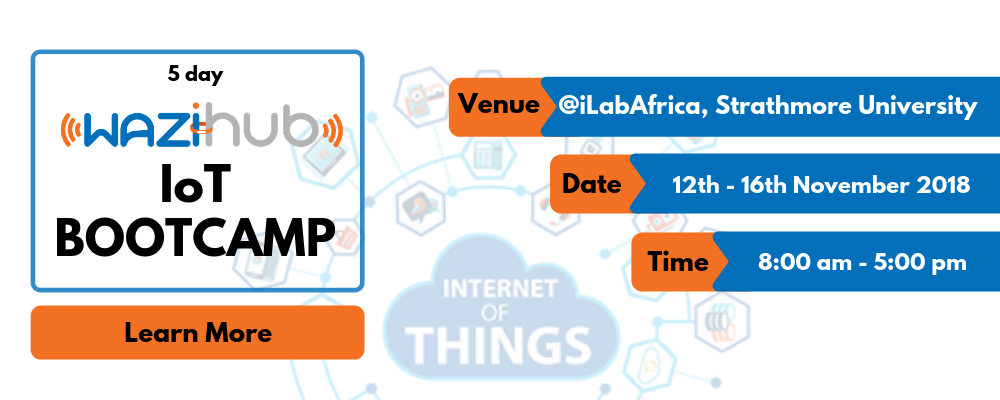 5 day
WAZihub
IoT
BOOTCAMP
Learn More
Venue @iLabAfrica, Strathmore University
Date 12th - 16th November 2018
Time 8:00 am - 5:00 pm
INTERNET
OF
THINGS